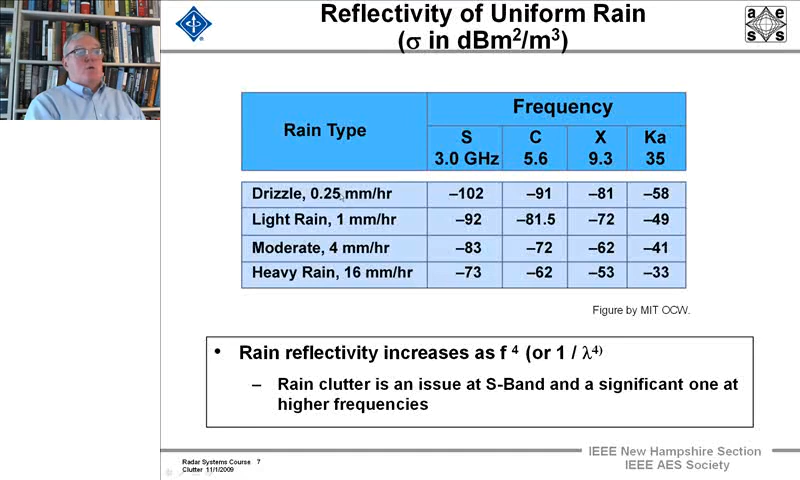 Reflectivity of Uniform Rain
(σ in dBm²/m³)
IEEE
a e
s s
Rain Type Frequency
S C X Ka
3.0 GHz 5.6 9.3 35
Drizzle, 0.25 mm/hr –102 –91 –81 –58
Light Rain, 1 mm/hr –92 –81.5 –72 –49
Moderate, 4 mm/hr –83 –72 –62 –41
Heavy Rain, 16 mm/hr –73 –62 –53 –33
Figure by MIT OCW.
• Rain reflectivity increases as f ⁴ (or 1 / λ⁴⁾
– Rain clutter is an issue at S-Band and a significant one at
higher frequencies
Radar Systems Course 7
Clutter 11/1/2009
IEEE New Hampshire Section
IEEE AES Society